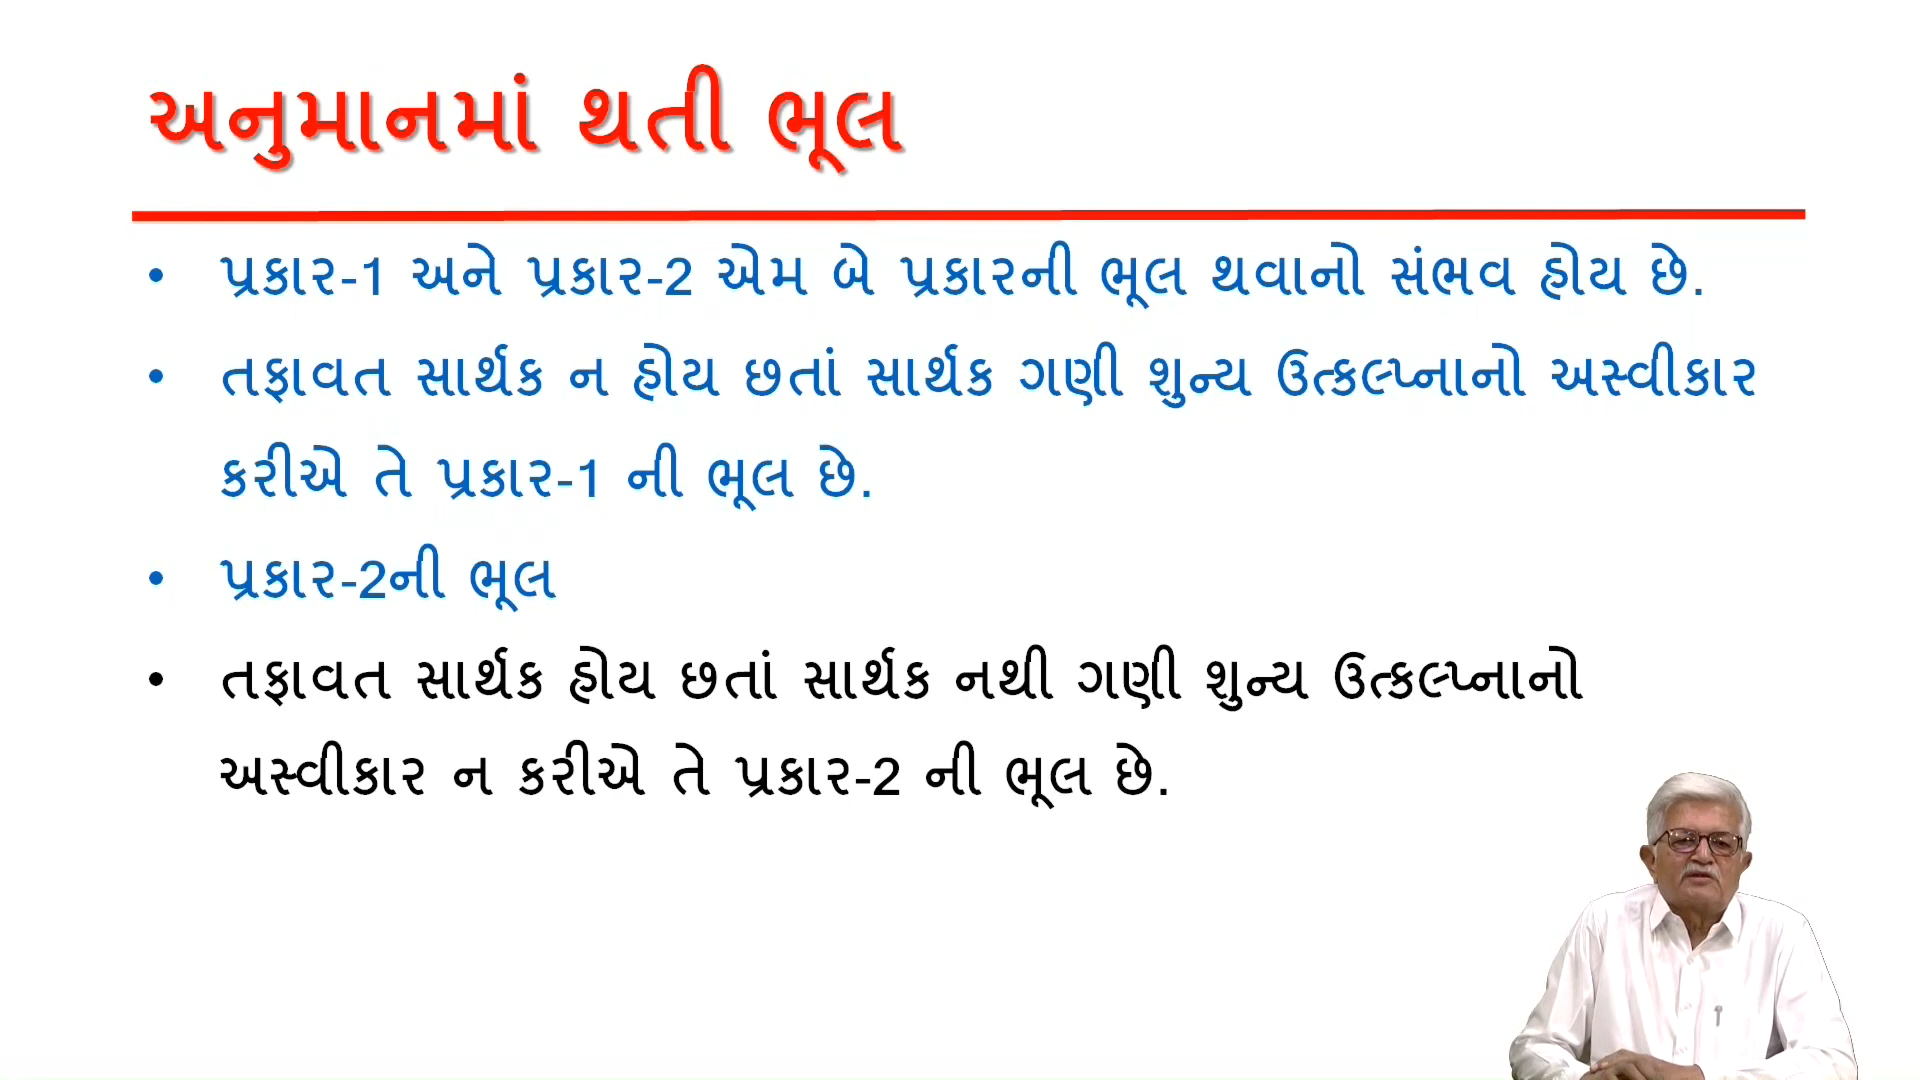 અનુમાનમાં થતી ભૂલ
• પ્રકાર-1 અને પ્રકાર-2 એમ બે પ્રકારની ભૂલ થવાનો સંભવ હોય છે.
• તફાવત સાર્થક ન હોય છતાં સાર્થક ગણી શુન્ય ઉત્કલ્પ્નાનો અસ્વીકાર
કરીએ તે પ્રકાર-1 ની ભૂલ છે.
• પ્રકાર-2ની ભૂલ
• તફાવત સાર્થક હોય છતાં સાર્થક નથી ગણી શુન્ય ઉત્કલ્પ્નાનો
અસ્વીકાર ન કરીએ તે પ્રકાર-2 ની ભૂલ છે.